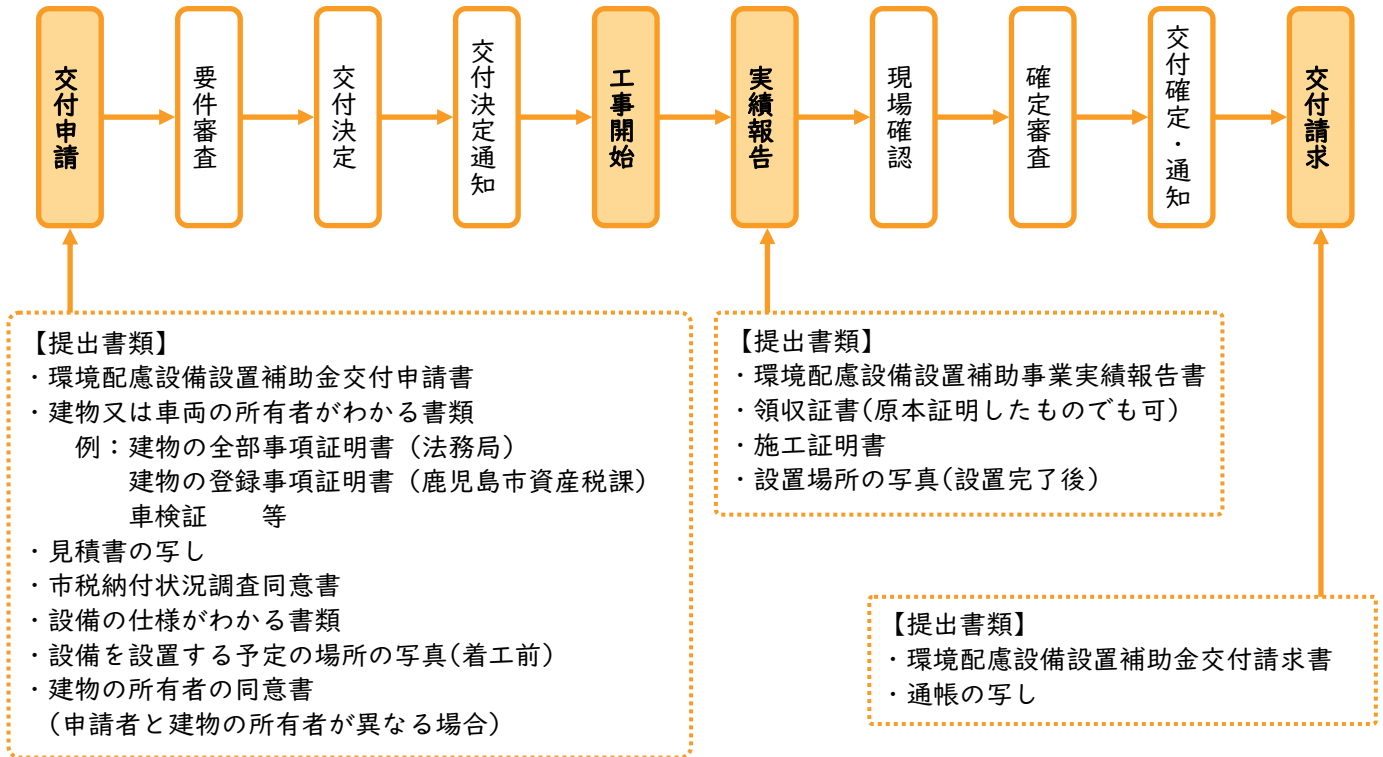 交付申請
要件審査
交付決定
交付決定通知
工事開始
実績報告
現場確認
確定審査
交付確定・通知
交付請求
【提出書類】
・環境配慮設備設置補助金交付申請書
・建物又は車両の所有者がわかる書類
例：建物の全部事項証明書（法務局）
建物の登録事項証明書（鹿児島市資産税課）
車検証　　等
・見積書の写し
・市税納付状況調査同意書
・設備の仕様がわかる書類
・設備を設置する予定の場所の写真(着工前)
・建物の所有者の同意書
（申請者と建物の所有者が異なる場合）
【提出書類】
・環境配慮設備設置補助事業実績報告書
・領収証書(原本証明したものでも可)
・施工証明書
・設置場所の写真(設置完了後)
【提出書類】
・環境配慮設備設置補助金交付請求書
・通帳の写し